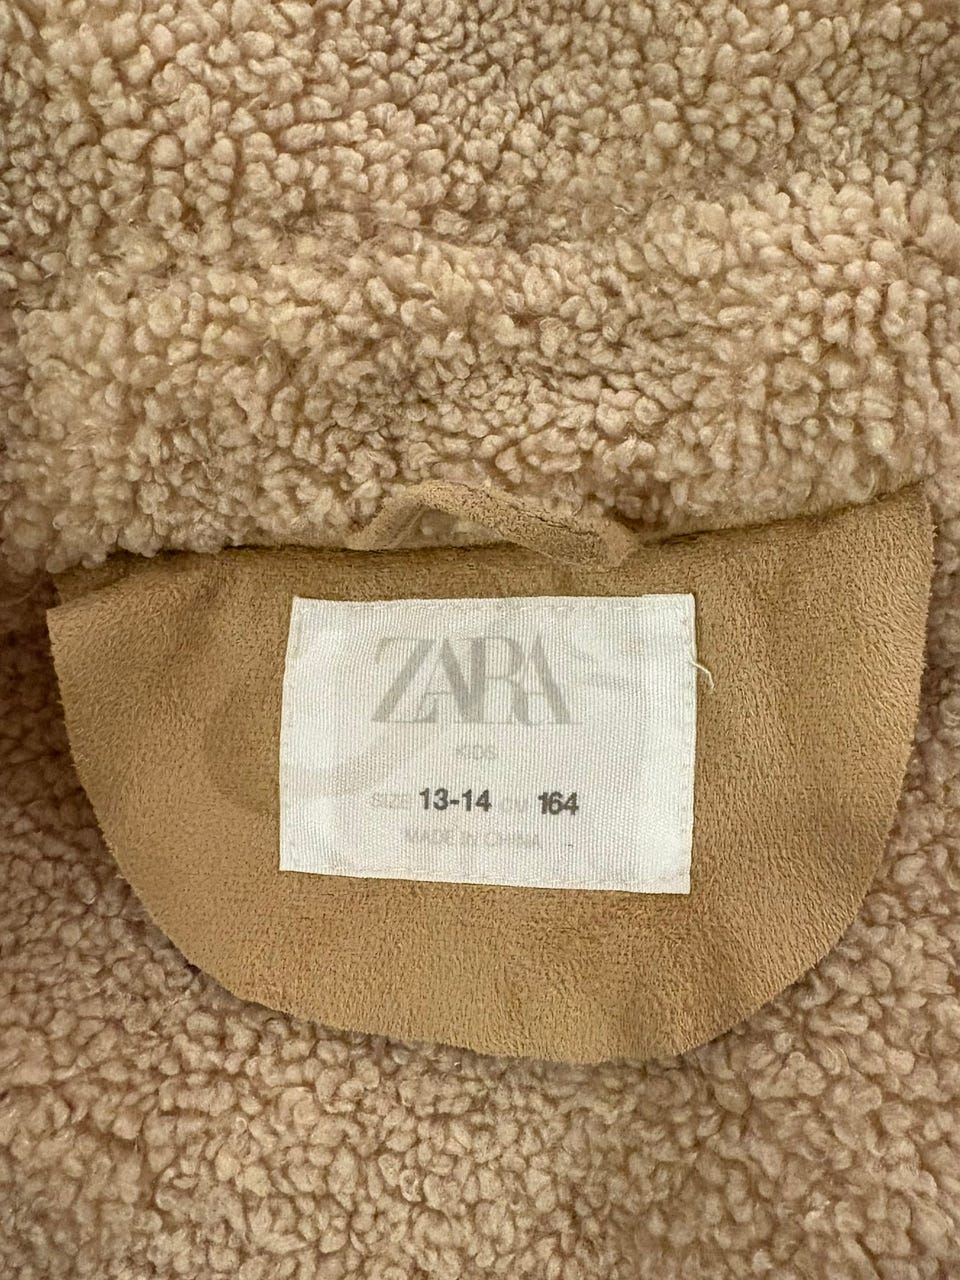 ZARA
KIDS
SIZE 13-14 CM 164
MADE IN CHINA